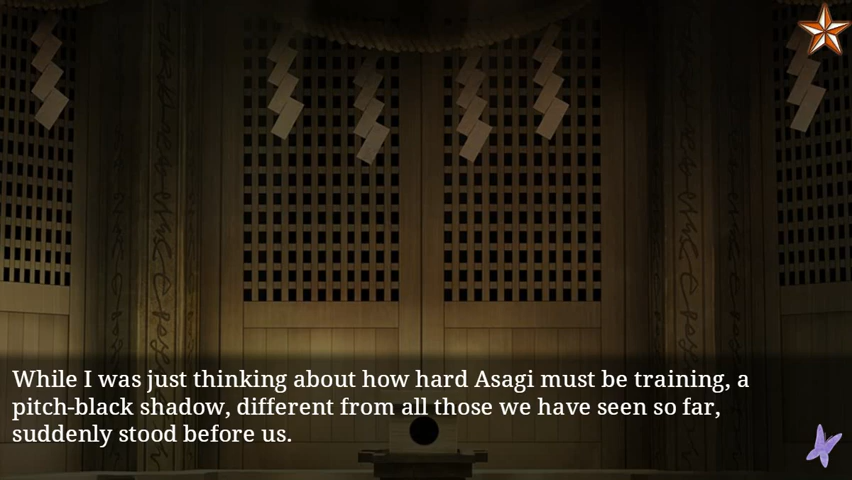 While I was just thinking about how hard Asagi must be training, a
pitch-black shadow, different from all those we have seen so far,
suddenly stood before us.